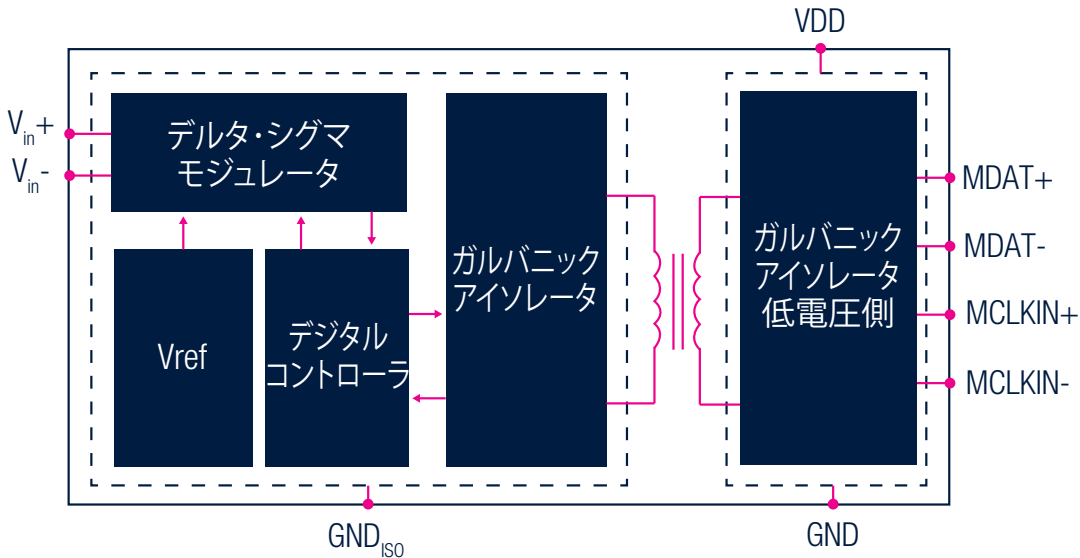 VDD
Vin+
Vin-
デルタ・シグマ
モジュレータ
Vref
デジタル
コントローラ
ガルバニック
アイソレータ
ガルバニック
アイソレータ
低電圧側
MDAT+
MDAT-
MCLKIN+
MCLKIN-
GNDISO
GND